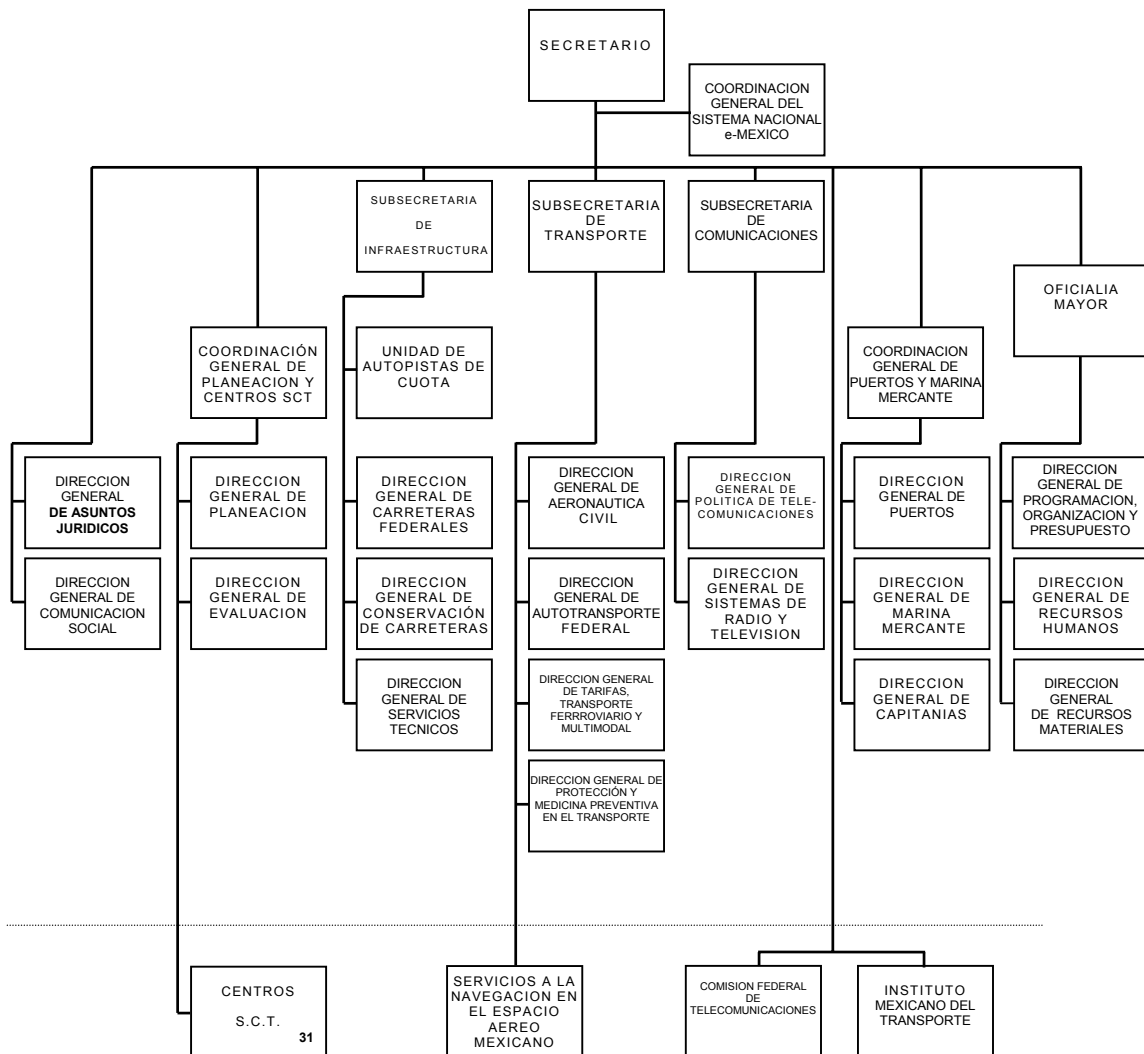 SECRETARIO
COORDINACION
GENERAL DEL
SISTEMA NACIONAL
e-MEXICO
SUBSECRETARIA
DE
INFRAESTRUCTURA
SUBSECRETARIA
DE
TRANSPORTE
SUBSECRETARIA
DE
COMUNICACIONES
OFICIALIA
MAYOR
COORDINACIÓN
GENERAL DE
PLANEACION Y
CENTROS SCT
UNIDAD DE
AUTOPISTAS DE
CUOTA
COORDINACION
GENERAL DE
PUERTOS Y MARINA
MERCANTE
DIRECCION
GENERAL
DE ASUNTOS
JURIDICOS
DIRECCION
GENERAL DE
PLANEACION
DIRECCION
GENERAL DE
CARRETERAS
FEDERALES
DIRECCION
GENERAL DE
AERONAUTICA
CIVIL
DIRECCION
GENERAL DE
POLITICA DE TELE-
COMUNICACIONES
DIRECCION
GENERAL DE
PUERTOS
DIRECCION
GENERAL DE
PROGRAMACION,
ORGANIZACION Y
PRESUPUESTO
DIRECCION
GENERAL DE
COMUNICACION
SOCIAL
DIRECCION
GENERAL DE
EVALUACION
DIRECCION
GENERAL DE
CONSERVACIÓN
DE CARRETERAS
DIRECCION
GENERAL DE
AUTOTRANSPORTE
FEDERAL
DIRECCION
GENERAL DE
SISTEMAS DE
RADIO Y
TELEVISION
DIRECCION
GENERAL DE
MARINA
MERCANTE
DIRECCION
GENERAL DE
RECURSOS
HUMANOS
DIRECCION
GENERAL DE
SERVICIOS
TECNICOS
DIRECCION GENERAL
DE TARIFAS,
TRANSPORTE
FERRROVIARIO Y
MULTIMODAL
DIRECCION
GENERAL DE
CAPITANIAS
DIRECCION
GENERAL
DE RECURSOS
MATERIALES
DIRECCION GENERAL DE
PROTECCIÓN Y
MEDICINA PREVENTIVA
EN EL TRANSPORTE
CENTROS
S.C.T.
31
SERVICIOS A LA
NAVEGACION EN
EL ESPACIO
AEREO
MEXICANO
COMISION FEDERAL
DE
TELECOMUNICACIONES
INSTITUTO
MEXICANO DEL
TRANSPORTE